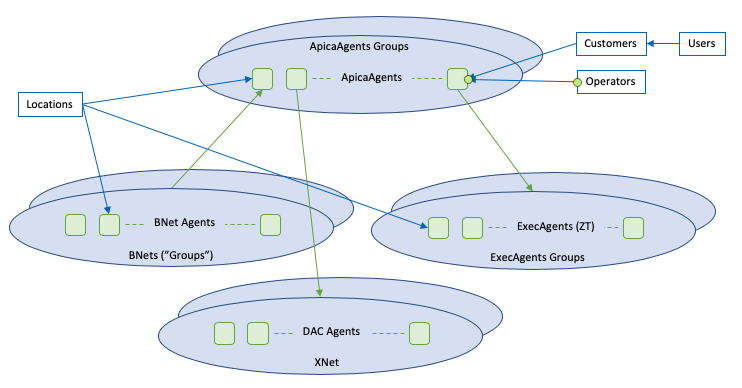 ApicaAgents Groups
Customers
Users
ApicaAgents
Operators
Locations
BNet Agents
ExecAgents (ZT)
BNets (”Groups”)
ExecAgents Groups
DAC Agents
XNet